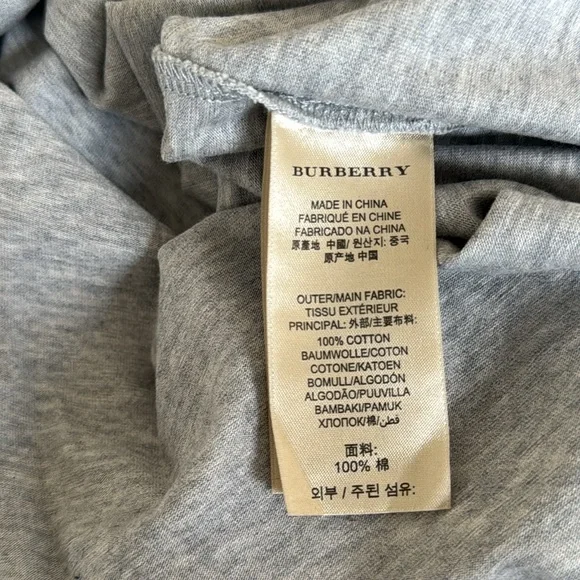 BURBERRY
MADE IN CHINA
FABRIQUÉ EN CHINE
FABRICADO NA CHINA
原產地 中國/ 원산지: 중국
原产地 中国
OUTER/MAIN FABRIC:
TISSU EXTÉRIEUR
PRINCIPAL: 外部/主要布料:
100% COTTON
BAUMWOLLE/COTON
COTONE/KATOEN
BOMULL/ALGODÓN
ALGODÃO/PUUVILLA
BAMBAKI/PAMUK
ХЛОПОК/棉/قطن
面料:
100% 棉
외부 / 주된 섬유: